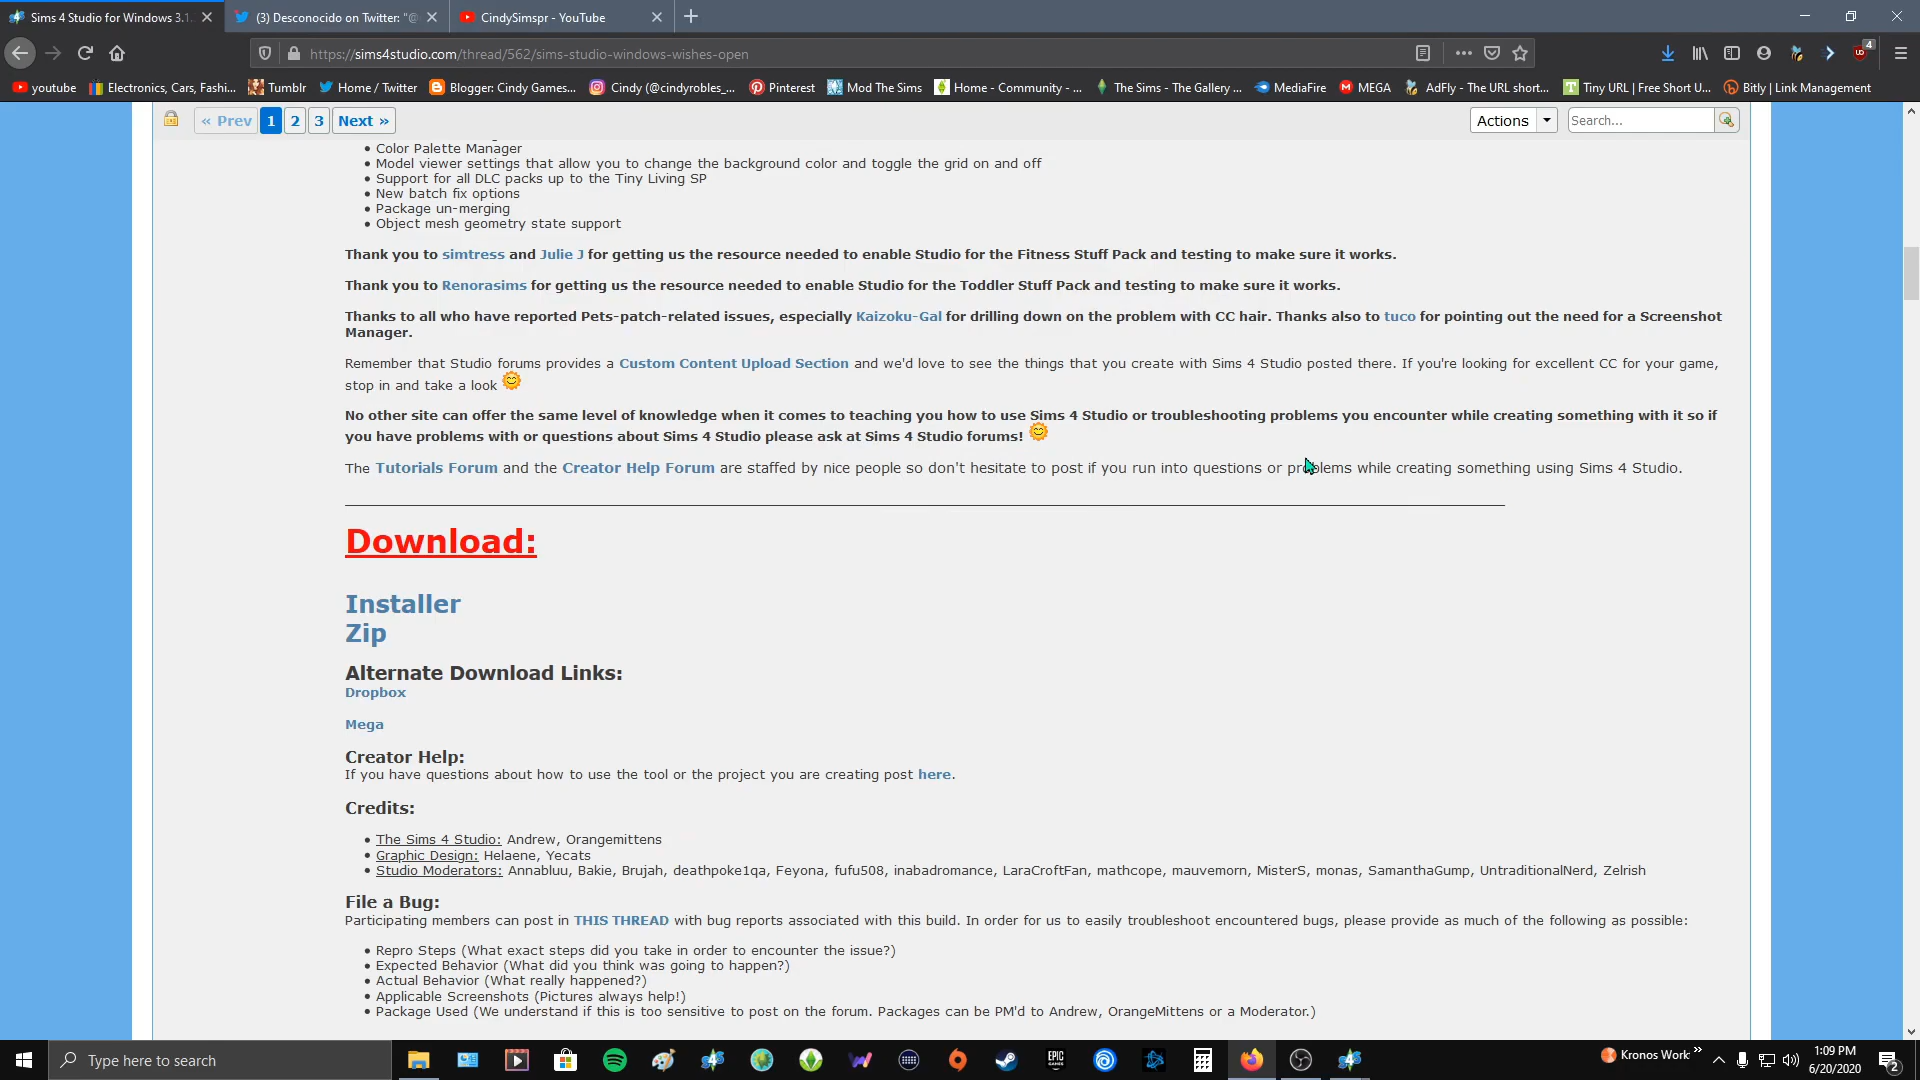 Sims 4 Studio for Windows 3.1.
(3) Desconocido on Twitter: "@
CindySimspr - YouTube
https://sims4studio.com/thread/562/sims-studio-windows-wishes-open
4
youtube
Electronics, Cars, Fashi...
Tumblr
Home / Twitter
Blogger: Cindy Games...
Cindy (@cindyrobles_...
Pinterest
Mod The Sims
Home - Community - ...
The Sims - The Gallery ...
MediaFire
MEGA
AdFly - The URL short...
Tiny URL | Free Short U...
Bitly | Link Management
« Prev 1 2 3 Next »
Actions
Search...
• Color Palette Manager
• Model viewer settings that allow you to change the background color and toggle the grid on and off
• Support for all DLC packs up to the Tiny Living SP
• New batch fix options
• Package un-merging
• Object mesh geometry state support
Thank you to simtress and Julie J for getting us the resource needed to enable Studio for the Fitness Stuff Pack and testing to make sure it works.
Thank you to Renorasims for getting us the resource needed to enable Studio for the Toddler Stuff Pack and testing to make sure it works.
Thanks to all who have reported Pets-patch-related issues, especially Kaizoku-Gal for drilling down on the problem with CC hair. Thanks also to tuco for pointing out the need for a Screenshot
Manager.
Remember that Studio forums provides a Custom Content Upload Section and we'd love to see the things that you create with Sims 4 Studio posted there. If you're looking for excellent CC for your game,
stop in and take a look
No other site can offer the same level of knowledge when it comes to teaching you how to use Sims 4 Studio or troubleshooting problems you encounter while creating something with it so if
you have problems with or questions about Sims 4 Studio please ask at Sims 4 Studio forums!
The Tutorials Forum and the Creator Help Forum are staffed by nice people so don't hesitate to post if you run into questions or problems while creating something using Sims 4 Studio.
Download:
Installer
Zip
Alternate Download Links:
Dropbox
Mega
Creator Help:
If you have questions about how to use the tool or the project you are creating post here.
Credits:
• The Sims 4 Studio: Andrew, Orangemittens
• Graphic Design: Helaene, Yecats
• Studio Moderators: Annabluu, Bakie, Brujah, deathpoke1qa, Feyona, fufu508, inabadromance, LaraCroftFan, mathcope, mauvemorn, MisterS, monas, SamanthaGump, UntraditionalNerd, Zelrish
File a Bug:
Participating members can post in THIS THREAD with bug reports associated with this build. In order for us to easily troubleshoot encountered bugs, please provide as much of the following as possible:
• Repro Steps (What exact steps did you take in order to encounter the issue?)
• Expected Behavior (What did you think was going to happen?)
• Actual Behavior (What really happened?)
• Applicable Screenshots (Pictures always help!)
• Package Used (We understand if this is too sensitive to post on the forum. Packages can be PM'd to Andrew, OrangeMittens or a Moderator.)
Type here to search
EPIC
GAMES
Kronos Work
1:09 PM
6/20/2020
2